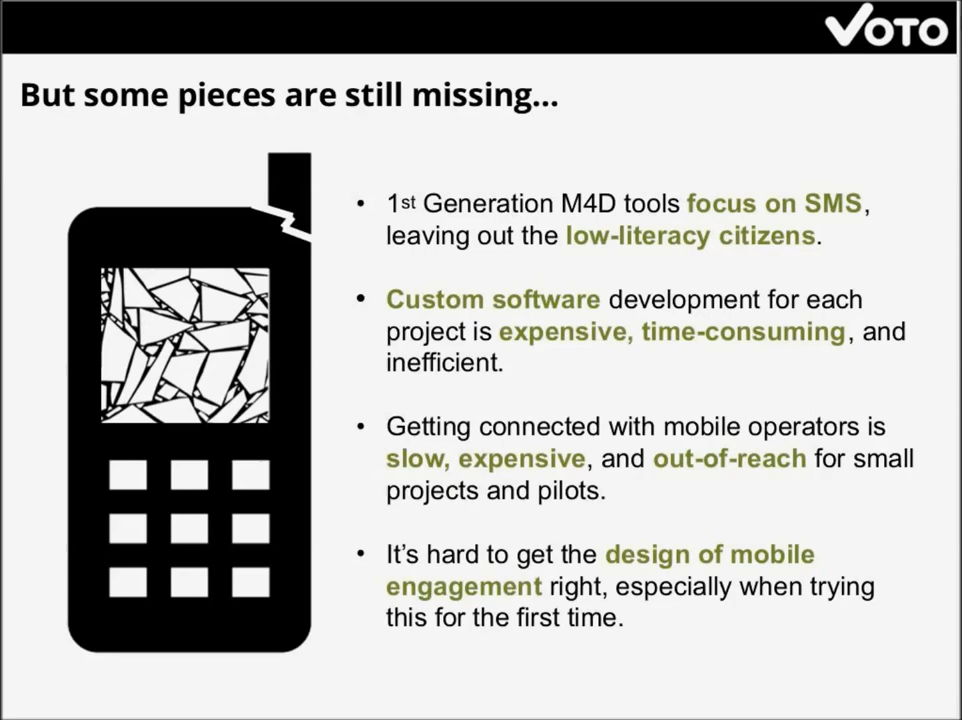 VOTO
But some pieces are still missing...
• 1st Generation M4D tools focus on SMS,
leaving out the low-literacy citizens.
• Custom software development for each
project is expensive, time-consuming, and
inefficient.
• Getting connected with mobile operators is
slow, expensive, and out-of-reach for small
projects and pilots.
• It’s hard to get the design of mobile
engagement right, especially when trying
this for the first time.